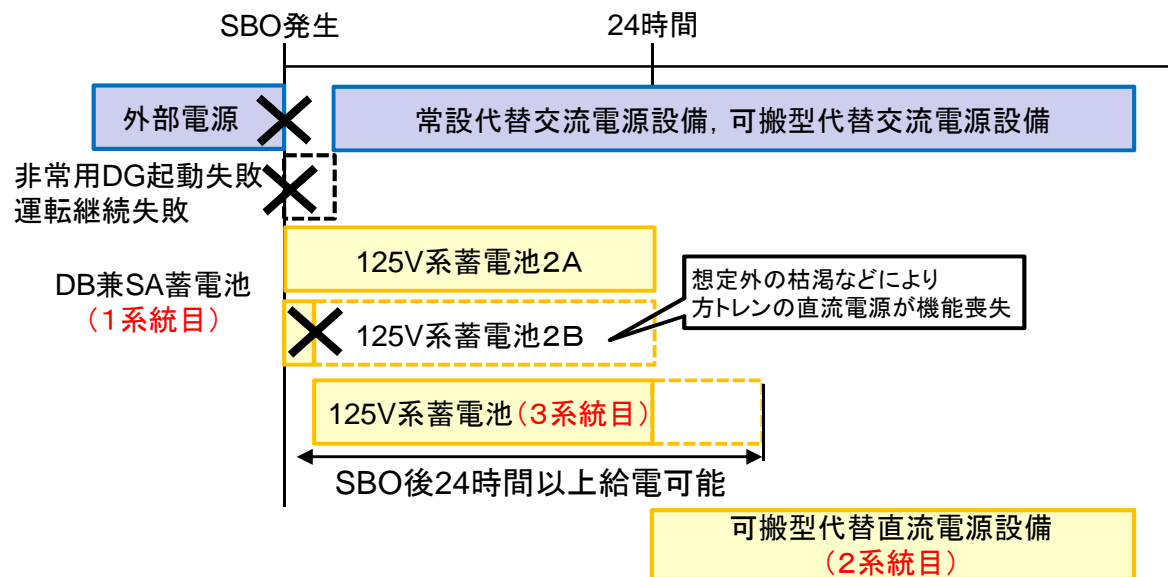 SBO発生
24時間
外部電源
常設代替交流電源設備，可搬型代替交流電源設備
非常用DG起動失敗
運転継続失敗
125V系蓄電池2A
DB兼SA蓄電池
（1系統目）
想定外の枯渇などにより
方トレンの直流電源が機能喪失
125V系蓄電池2B
125V系蓄電池（3系統目）
SBO後24時間以上給電可能
可搬型代替直流電源設備
（2系統目）